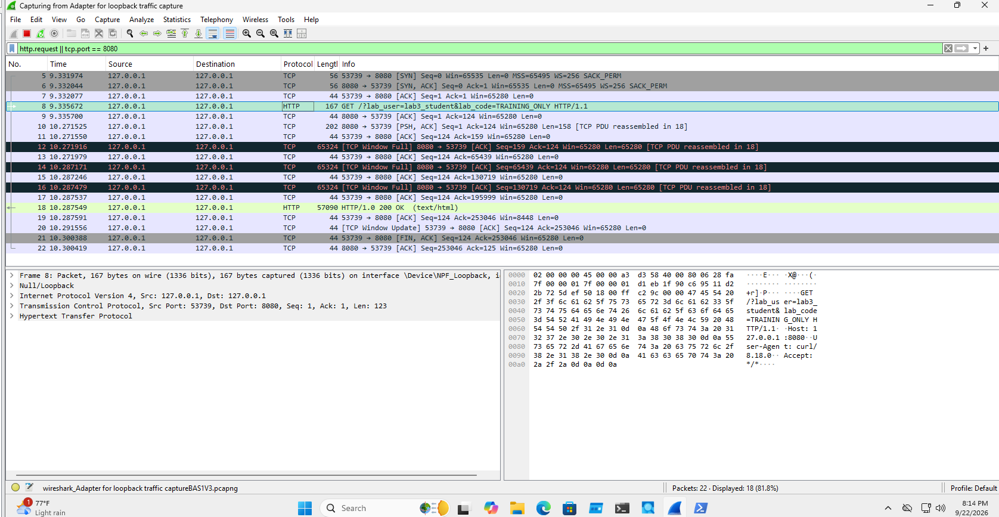 Capturing from Adapter for loopback traffic capture
File Edit View Go Capture Analyze Statistics Telephony Wireless Tools Help
http.request || tcp.port == 8080
No. Time Source Destination Protocol Lengtl Info
5 9.331974 127.0.0.1 127.0.0.1 TCP 56 53739 → 8080 [SYN] Seq=0 Win=65535 Len=0 MSS=65495 WS=256 SACK_PERM
6 9.332044 127.0.0.1 127.0.0.1 TCP 56 8080 → 53739 [SYN, ACK] Seq=0 Ack=1 Win=65535 Len=0 MSS=65495 WS=256 SACK_PERM
7 9.332077 127.0.0.1 127.0.0.1 TCP 44 53739 → 8080 [ACK] Seq=1 Ack=1 Win=65280 Len=0
8 9.335672 127.0.0.1 127.0.0.1 HTTP 167 GET /?lab_user=lab3_student&lab_code=TRAINING_ONLY HTTP/1.1
9 9.335700 127.0.0.1 127.0.0.1 TCP 44 8080 → 53739 [ACK] Seq=1 Ack=124 Win=65280 Len=0
10 10.271525 127.0.0.1 127.0.0.1 TCP 202 8080 → 53739 [PSH, ACK] Seq=1 Ack=124 Win=65280 Len=158 [TCP PDU reassembled in 18]
11 10.271550 127.0.0.1 127.0.0.1 TCP 44 53739 → 8080 [ACK] Seq=124 Ack=159 Win=65280 Len=0
12 10.271916 127.0.0.1 127.0.0.1 TCP 65324 [TCP Window Full] 8080 → 53739 [ACK] Seq=159 Ack=124 Win=65280 Len=65280 [TCP PDU reassembled in 18]
13 10.271979 127.0.0.1 127.0.0.1 TCP 44 53739 → 8080 [ACK] Seq=124 Ack=65439 Win=65280 Len=0
14 10.287171 127.0.0.1 127.0.0.1 TCP 65324 [TCP Window Full] 8080 → 53739 [ACK] Seq=65439 Ack=124 Win=65280 Len=65280 [TCP PDU reassembled in 18]
15 10.287246 127.0.0.1 127.0.0.1 TCP 44 53739 → 8080 [ACK] Seq=124 Ack=130719 Win=65280 Len=0
16 10.287479 127.0.0.1 127.0.0.1 TCP 65324 [TCP Window Full] 8080 → 53739 [ACK] Seq=130719 Ack=124 Win=65280 Len=65280 [TCP PDU reassembled in 18]
17 10.287537 127.0.0.1 127.0.0.1 TCP 44 53739 → 8080 [ACK] Seq=124 Ack=195999 Win=65280 Len=0
18 10.287549 127.0.0.1 127.0.0.1 HTTP 57090 HTTP/1.0 200 OK (text/html)
19 10.287591 127.0.0.1 127.0.0.1 TCP 44 53739 → 8080 [ACK] Seq=124 Ack=253046 Win=8448 Len=0
20 10.291556 127.0.0.1 127.0.0.1 TCP 44 [TCP Window Update] 53739 → 8080 [ACK] Seq=124 Ack=253046 Win=65280 Len=0
21 10.300388 127.0.0.1 127.0.0.1 TCP 44 53739 → 8080 [FIN, ACK] Seq=124 Ack=253046 Win=65280 Len=0
22 10.300419 127.0.0.1 127.0.0.1 TCP 44 8080 → 53739 [ACK] Seq=253046 Ack=125 Win=65280 Len=0
Frame 8: Packet, 167 bytes on wire (1336 bits), 167 bytes captured (1336 bits) on interface \Device\NPF_Loopback, i
Null/Loopback
Internet Protocol Version 4, Src: 127.0.0.1, Dst: 127.0.0.1
Transmission Control Protocol, Src Port: 53739, Dst Port: 8080, Seq: 1, Ack: 1, Len: 123
Hypertext Transfer Protocol
0000 02 00 00 00 45 00 00 a3 d3 58 40 00 80 06 28 fa ····E··· ·X@···(·
0010 7f 00 00 01 7f 00 00 01 d1 eb 1f 90 c6 95 11 d2 ········ ········
0020 2b 72 5d ef 50 18 00 ff c2 9c 00 00 47 45 54 20 +r]·P··· ····GET
0030 2f 3f 6c 61 62 5f 75 73 65 72 3d 6c 61 62 33 5f /?lab_us er=lab3_
0040 73 74 75 64 65 6e 74 26 6c 61 62 5f 63 6f 64 65 student& lab_code
0050 3d 54 52 41 49 4e 49 4e 47 5f 4f 4e 4c 59 20 48 =TRAININ G_ONLY H
0060 54 54 50 2f 31 2e 31 0d 0a 48 6f 73 74 3a 20 31 TTP/1.1· ·Host: 1
0070 32 37 2e 30 2e 30 2e 31 3a 38 30 38 30 0d 0a 55 27.0.0.1 :8080··U
0080 73 65 72 2d 41 67 65 6e 74 3a 20 63 75 72 6c 2f ser-Agen t: curl/
0090 38 2e 31 38 2e 30 0d 0a 41 63 63 65 70 74 3a 20 8.18.0·· Accept:
00a0 2a 2f 2a 0d 0a 0d 0a */*····
wireshark_Adapter for loopback traffic captureBAS1V3.pcapng
Packets: 22 · Displayed: 18 (81.8%)
Profile: Default
1
77°F
Light rain
Search
8:14 PM
9/22/2026